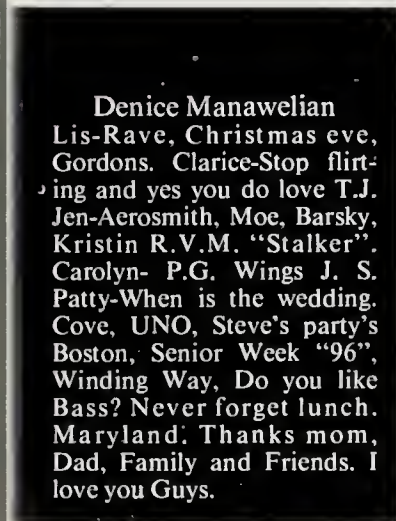 Denice Manawelian
Lis-Rave, Christmas eve,
Gordons. Clarice-Stop flirt-
ing and yes you do love T.J.
Jen-Aerosmith, Moe, Barsky,
Kristin R.V.M. “Stalker”.
Carolyn- P.G. Wings J. S.
Patty-When is the wedding.
Cove, UNO, Steve’s party’s
Boston, Senior Week “96”,
Winding Way, Do you like
Bass? Never forget lunch.
Maryland. Thanks mom,
Dad, Family and Friends. I
love you Guys.